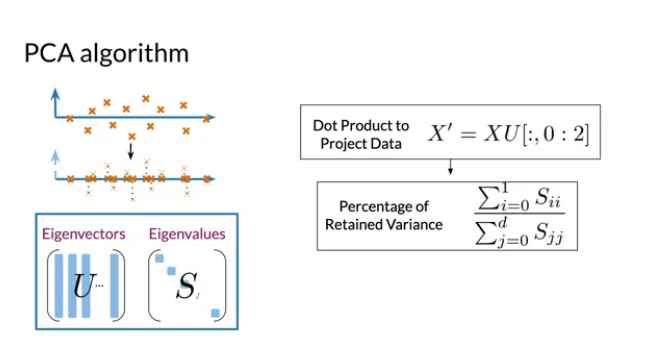 PCA algorithm
Dot Product to
Project Data
X' = XU[:, 0 : 2]
Percentage of
Retained Variance
\frac{\sum_{i=0}^{1} S_{ii}}{\sum_{j=0}^{d} S_{jj}}
Eigenvectors Eigenvalues
U... S